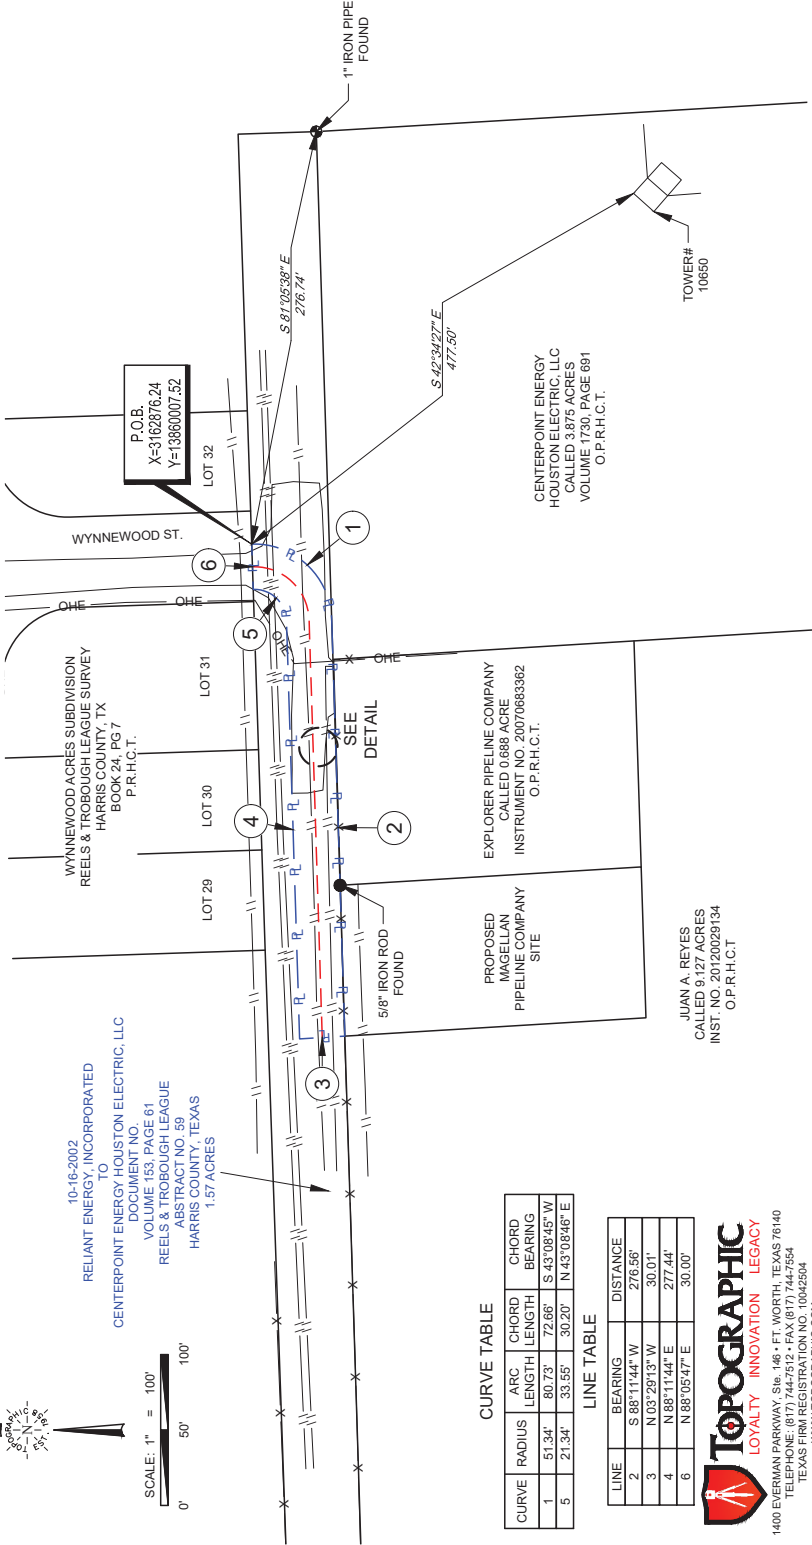 TOPOGRAPHIC
EST. 1958
N
SCALE: 1" = 100'
0'
50'
100'
10-16-2002
RELIANT ENERGY, INCORPORATED
TO
CENTERPOINT ENERGY HOUSTON ELECTRIC, LLC
DOCUMENT NO.
VOLUME 153, PAGE 61
REELS & TROBOUGH LEAGUE
ABSTRACT NO. 59
HARRIS COUNTY, TEXAS
1.57 ACRES
WYNNEWOOD ACRES SUBDIVISION
REELS & TROBOUGH LEAGUE SURVEY
HARRIS COUNTY, TX
BOOK 24, PG 7
P.R.H.C.T.
LOT 29
LOT 30
LOT 31
LOT 32
WYNNEWOOD ST.
OHE
OHE
OHE
OHE
P.O.B.
X=3162876.24
Y=13860007.52
S 81°05'38" E
276.74'
1" IRON PIPE
FOUND
S 42°34'27" E
477.50'
TOWER#
10650
1
2
3
4
5
6
SEE
DETAIL
5/8" IRON ROD
FOUND
PROPOSED
MAGELLAN
PIPELINE COMPANY
SITE
EXPLORER PIPELINE COMPANY
CALLED 0.688 ACRE
INSTRUMENT NO. 20070683362
O.P.R.H.C.T.
CENTERPOINT ENERGY
HOUSTON ELECTRIC, LLC
CALLED 3.875 ACRES
VOLUME 1730, PAGE 691
O.P.R.H.C.T.
JUAN A. REYES
CALLED 9.127 ACRES
INST. NO. 20120029134
O.P.R.H.C.T
CURVE TABLE
CURVE RADIUS ARC LENGTH CHORD LENGTH CHORD BEARING
1 51.34' 80.73' 72.66' S 43°08'45" W
5 21.34' 33.55' 30.20' N 43°08'46" E
LINE TABLE
LINE BEARING DISTANCE
2 S 88°11'44" W 276.56'
3 N 03°29'13" W 30.01'
4 N 88°11'44" E 277.44'
6 N 88°05'47" E 30.00'
TOPOGRAPHIC
LOYALTY INNOVATION LEGACY
1400 EVERMAN PARKWAY, Ste. 146 • FT. WORTH, TEXAS 76140
TELEPHONE: (817) 744-7512 • FAX (817) 744-7554
TEXAS FIRM REGISTRATION NO. 10042504